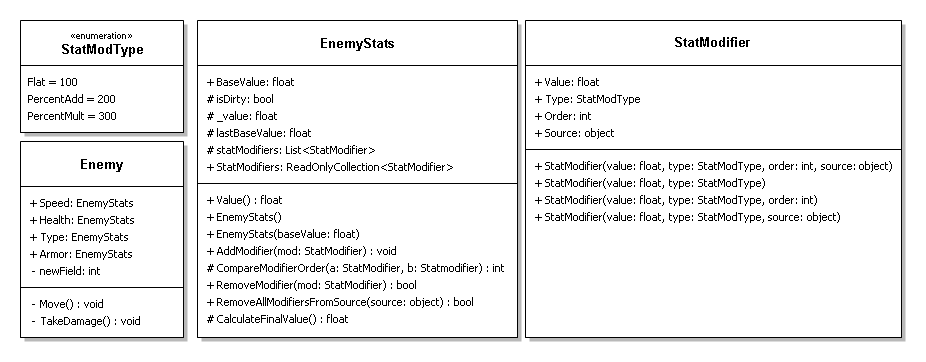 «enumeration»
StatModType
Flat = 100
PercentAdd = 200
PercentMult = 300
Enemy
+ Speed: EnemyStats
+ Health: EnemyStats
+ Type: EnemyStats
+ Armor: EnemyStats
- newField: int
- Move() : void
- TakeDamage() : void
EnemyStats
+ BaseValue: float
# isDirty: bool
# _value: float
# lastBaseValue: float
# statModifiers: List<StatModifier>
+ StatModifiers: ReadOnlyCollection<StatModifier>
+ Value() : float
+ EnemyStats()
+ EnemyStats(baseValue: float)
+ AddModifier(mod: StatModifier) : void
# CompareModifierOrder(a: StatModifier, b: Statmodifier) : int
+ RemoveModifier(mod: StatModifier) : bool
+ RemoveAllModifiersFromSource(source: object) : bool
# CalculateFinalValue() : float
StatModifier
+ Value: float
+ Type: StatModType
+ Order: int
+ Source: object
+ StatModifier(value: float, type: StatModType, order: int, source: object)
+ StatModifier(value: float, type: StatModType)
+ StatModifier(value: float, type: StatModType, order: int)
+ StatModifier(value: float, type: StatModType, source: object)